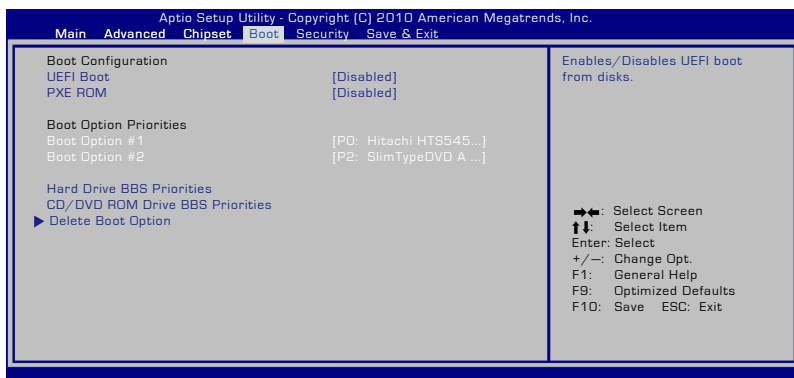 Aptio Setup Utility - Copyright (C) 2010 American Megatrends, Inc.
Main Advanced Chipset Boot Security Save & Exit
Boot Configuration
UEFI Boot [Disabled]
PXE ROM [Disabled]
Boot Option Priorities
Boot Option #1 [P0: Hitachi HTS545...]
Boot Option #2 [P2: SlimTypeDVD A ...]
Hard Drive BBS Priorities
CD/DVD ROM Drive BBS Priorities
▶ Delete Boot Option
Enables/Disables UEFI boot
from disks.
➡⬅: Select Screen
⬆⬇: Select Item
Enter: Select
+/—: Change Opt.
F1: General Help
F9: Optimized Defaults
F10: Save ESC: Exit